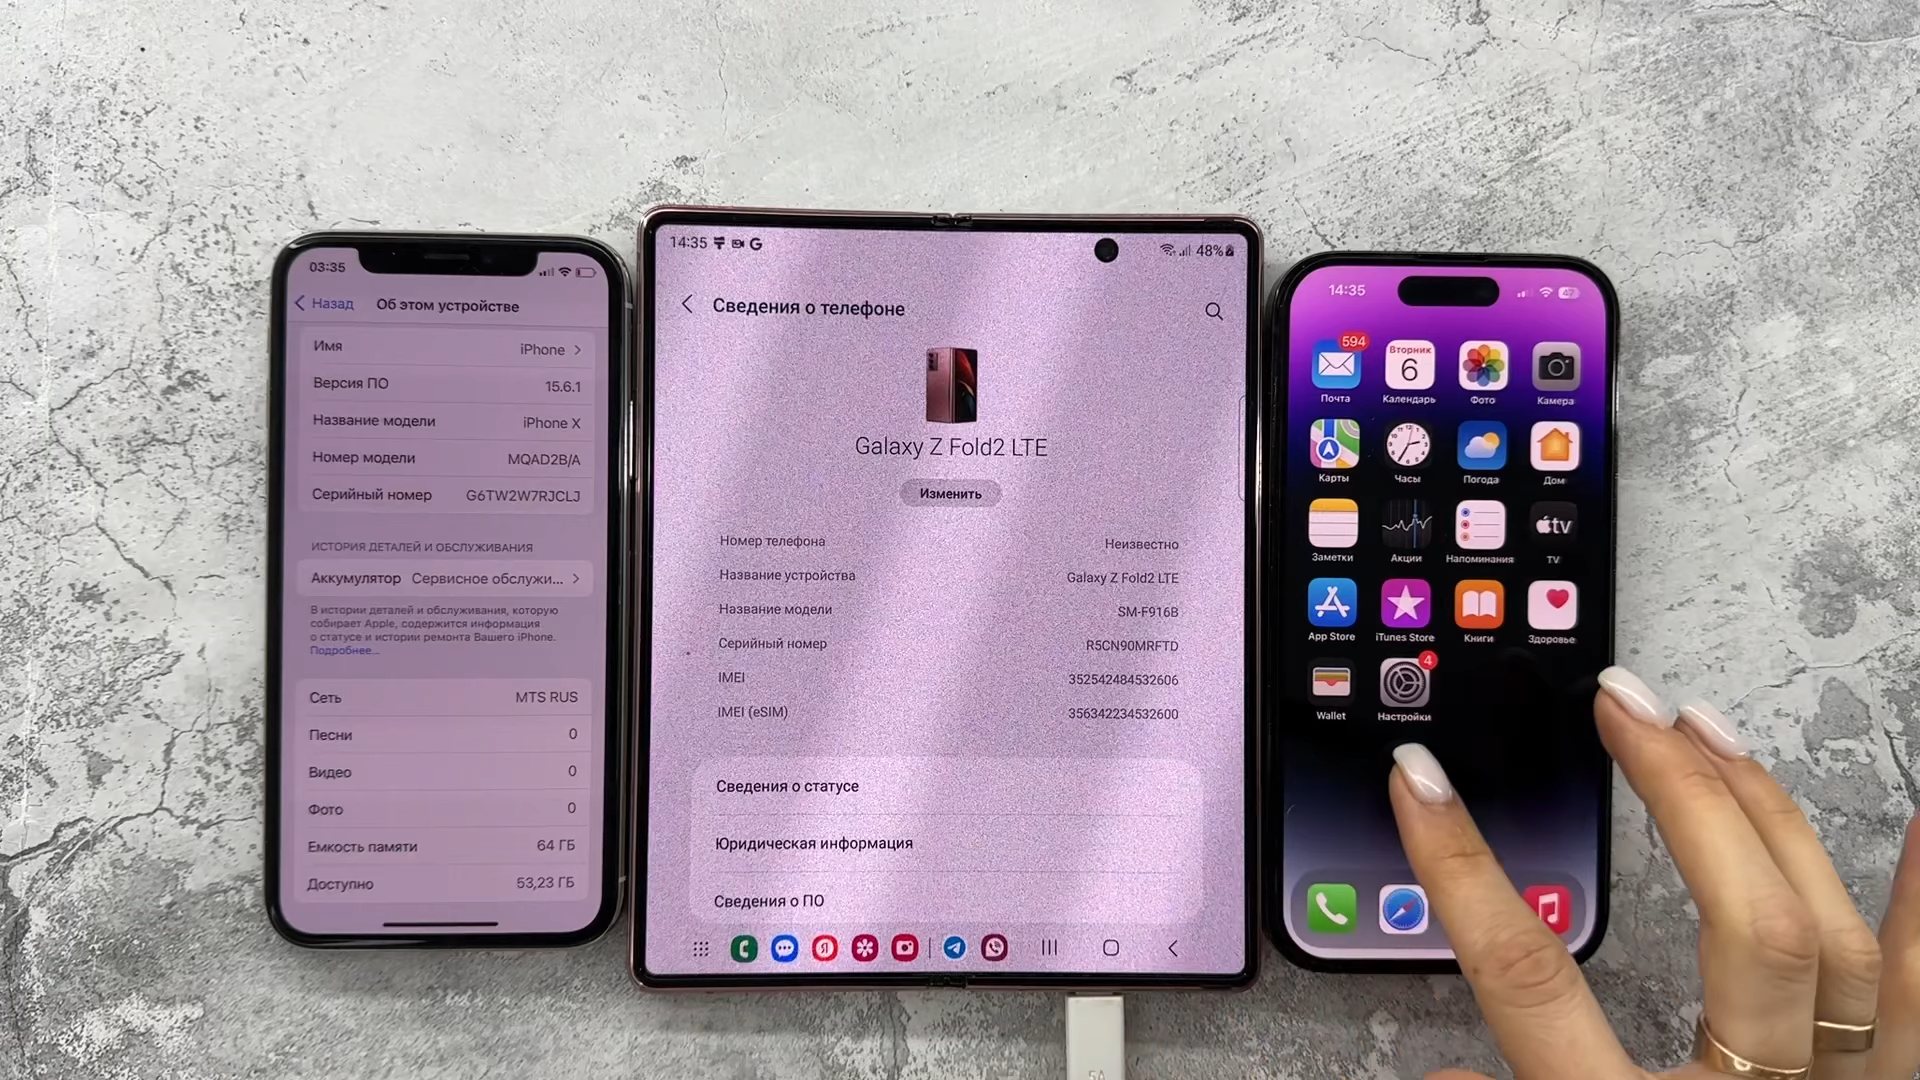 03:35
Назад
Об этом устройстве
Имя
iPhone
Версия ПО
15.6.1
Название модели
iPhone X
Номер модели
MQAD2B/A
Серийный номер
G6TW2W7RJCLJ
ИСТОРИЯ ДЕТАЛЕЙ И ОБСЛУЖИВАНИЯ
Аккумулятор Сервисное обслужи...
В истории деталей и обслуживания, которую
собирает Apple, содержится информация
о статусе и истории ремонта Вашего iPhone.
Подробнее...
Сеть
MTS RUS
Песни
0
Видео
0
Фото
0
Емкость памяти
64 ГБ
Доступно
53,23 ГБ
14:35
48%
Сведения о телефоне
Galaxy Z Fold2 LTE
Изменить
Номер телефона
Неизвестно
Название устройства
Galaxy Z Fold2 LTE
Название модели
SM-F916B
Серийный номер
R5CN90MRFTD
IMEI
352542484532606
IMEI (eSIM)
356342234532600
Сведения о статусе
Юридическая информация
Сведения о ПО
14:35
47
594
Вторник
6
Почта
Календарь
Фото
Камера
Карты
Часы
Погода
Дом
tv
Заметки
Акции
Напоминания
TV
App Store
iTunes Store
Книги
Здоровье
4
Wallet
Настройки
5A